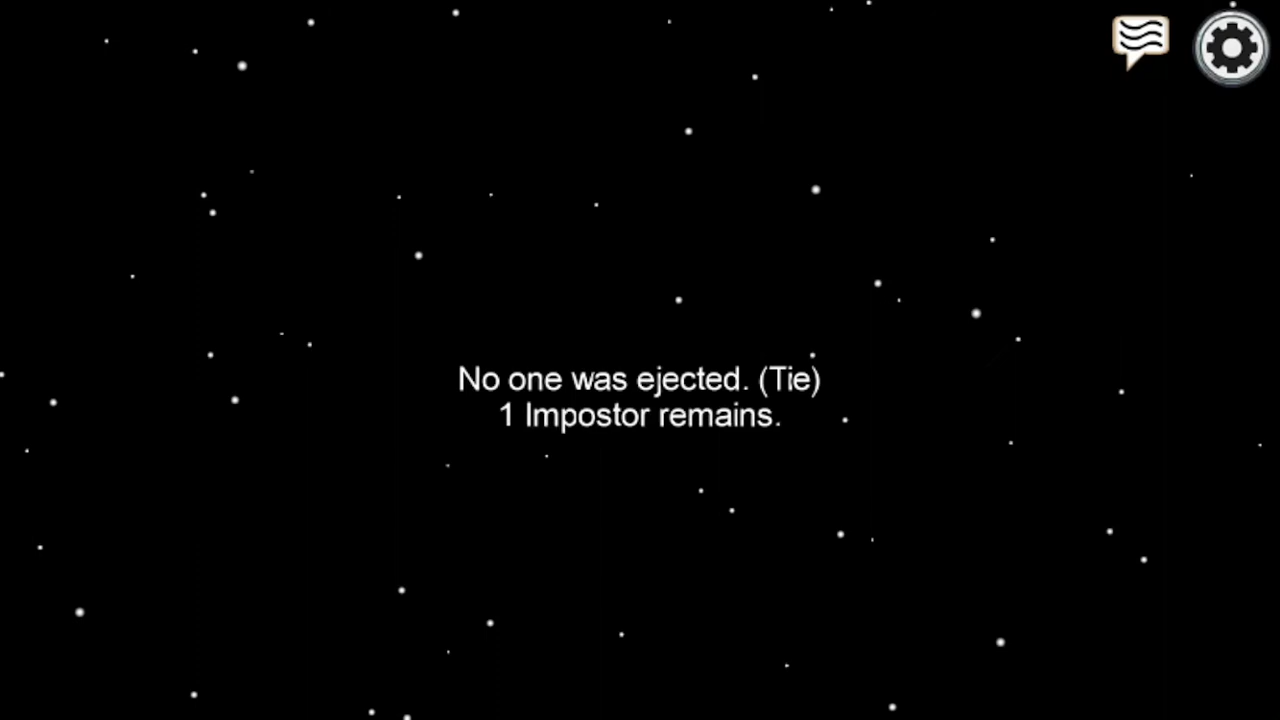 No one was ejected. (Tie)
1 Impostor remains.